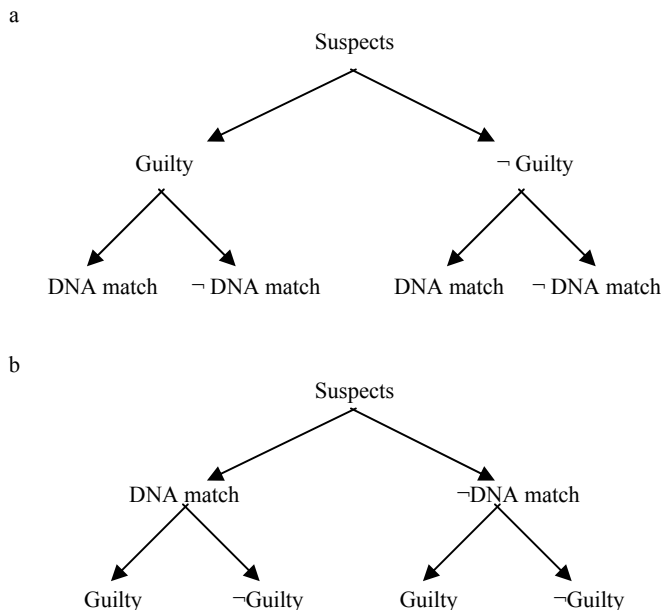 a
Suspects
Guilty ¬ Guilty
DNA match ¬ DNA match DNA match ¬ DNA match
b
Suspects
DNA match ¬DNA match
Guilty ¬Guilty Guilty ¬Guilty